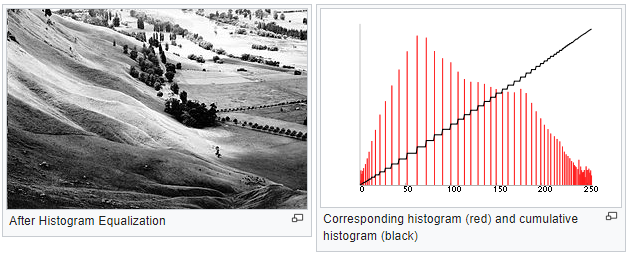 After Histogram Equalization
0 50 100 150 200 250
Corresponding histogram (red) and cumulative
histogram (black)